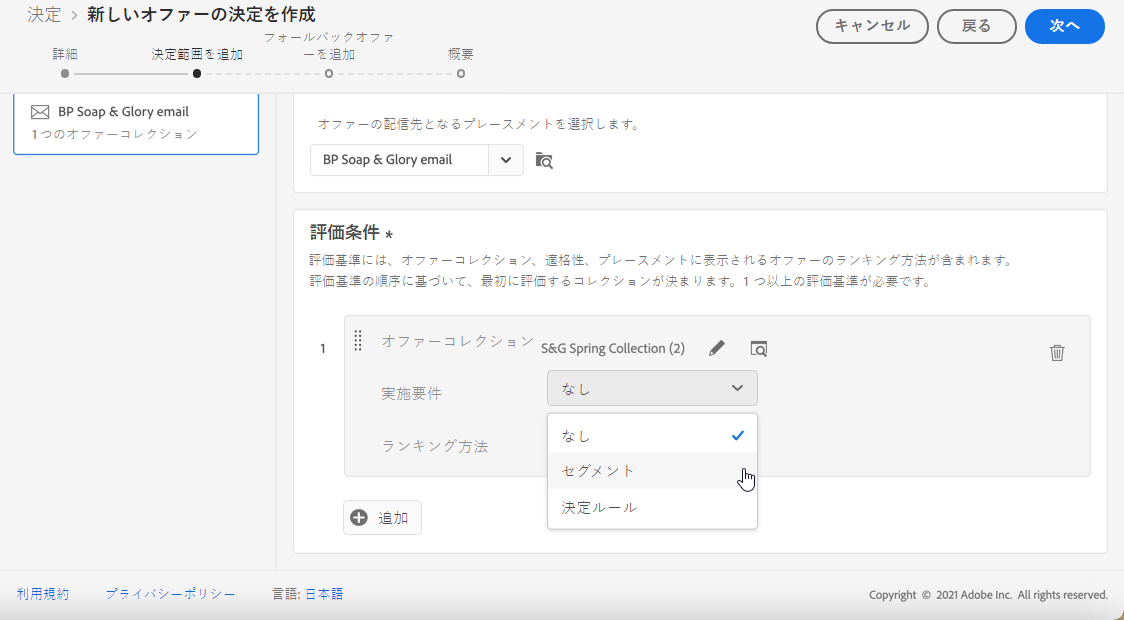 決定 > 新しいオファーの決定を作成
キャンセル
戻る
次へ
詳細
決定範囲を追加
フォールバックオファ
ーを追加
概要
BP Soap & Glory email
1つのオファーコレクション
オファーの配信先となるプレースメントを選択します。
BP Soap & Glory email
評価条件 *
評価基準には、オファーコレクション、適格性、プレースメントに表示されるオファーのランキング方法が含まれます。
評価基準の順序に基づいて、最初に評価するコレクションが決まります。1 つ以上の評価基準が必要です。
1
オファーコレクション
S&G Spring Collection (2)
実施要件
なし
ランキング方法
なし
セグメント
決定ルール
追加
利用規約
プライバシーポリシー
言語: 日本語
Copyright © 2021 Adobe Inc. All rights reserved.